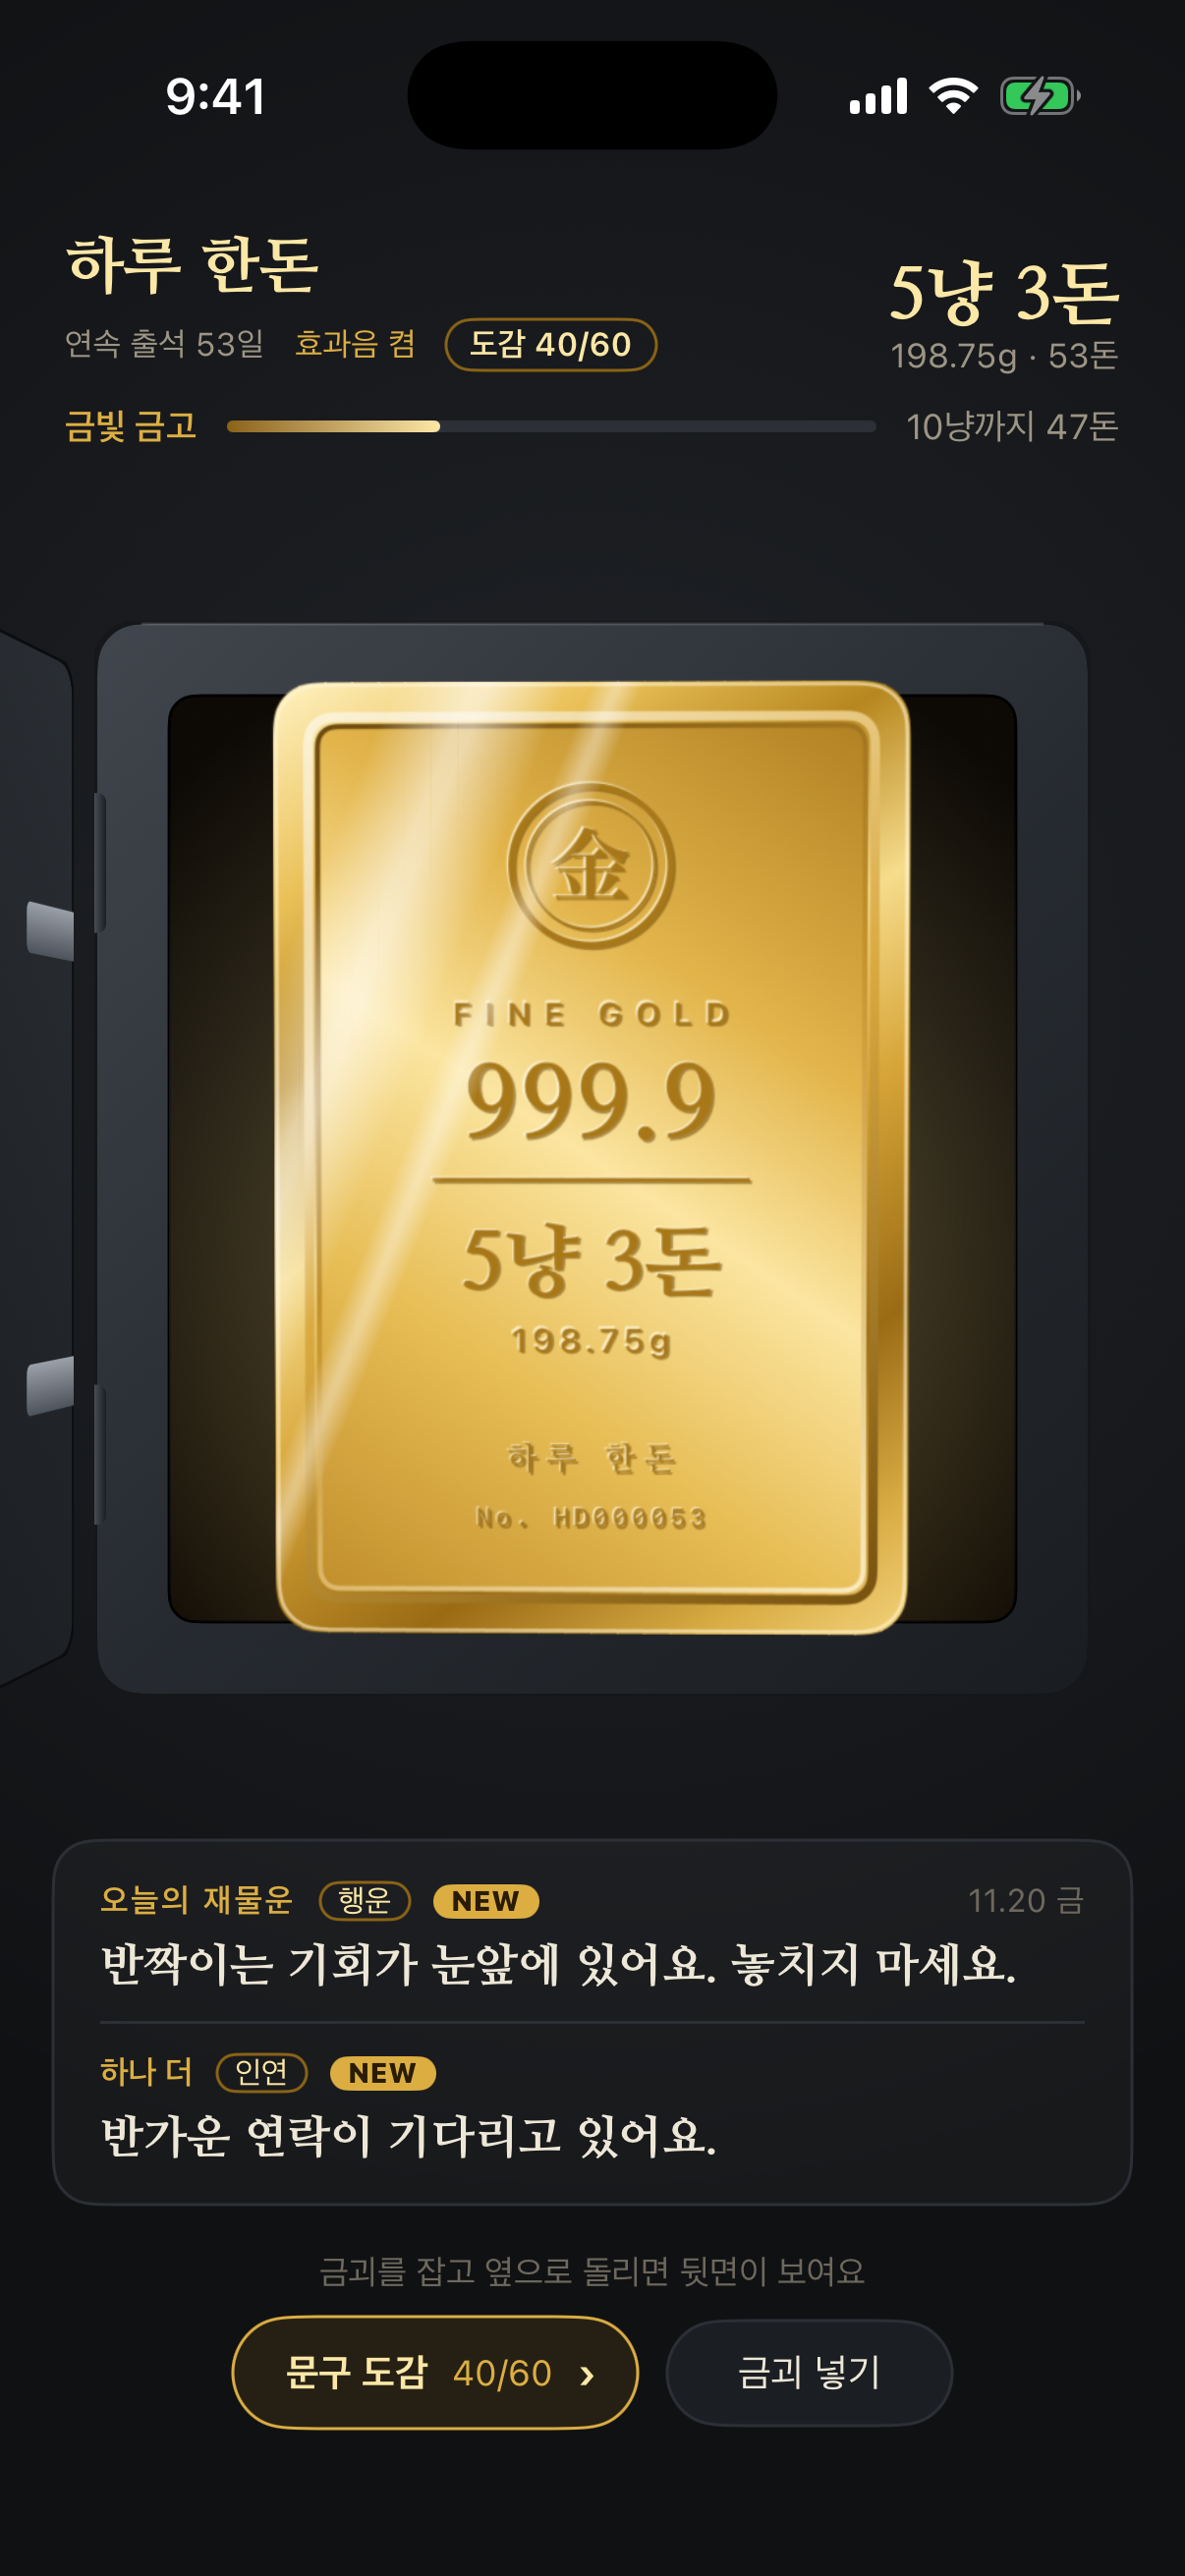 9:41
하루 한돈
5냥 3돈
연속 출석 53일 효과음 켬 도감 40/60
198.75g · 53돈
금빛 금고
10냥까지 47돈
金
FINE GOLD
999.9
5냥 3돈
198.75g
하루 한돈
No. HD000053
오늘의 재물운 행운 NEW 11.20 금
반짝이는 기회가 눈앞에 있어요. 놓치지 마세요.
하나 더 인연 NEW
반가운 연락이 기다리고 있어요.
금괴를 잡고 옆으로 돌리면 뒷면이 보여요
문구 도감 40/60 ›
금괴 넣기